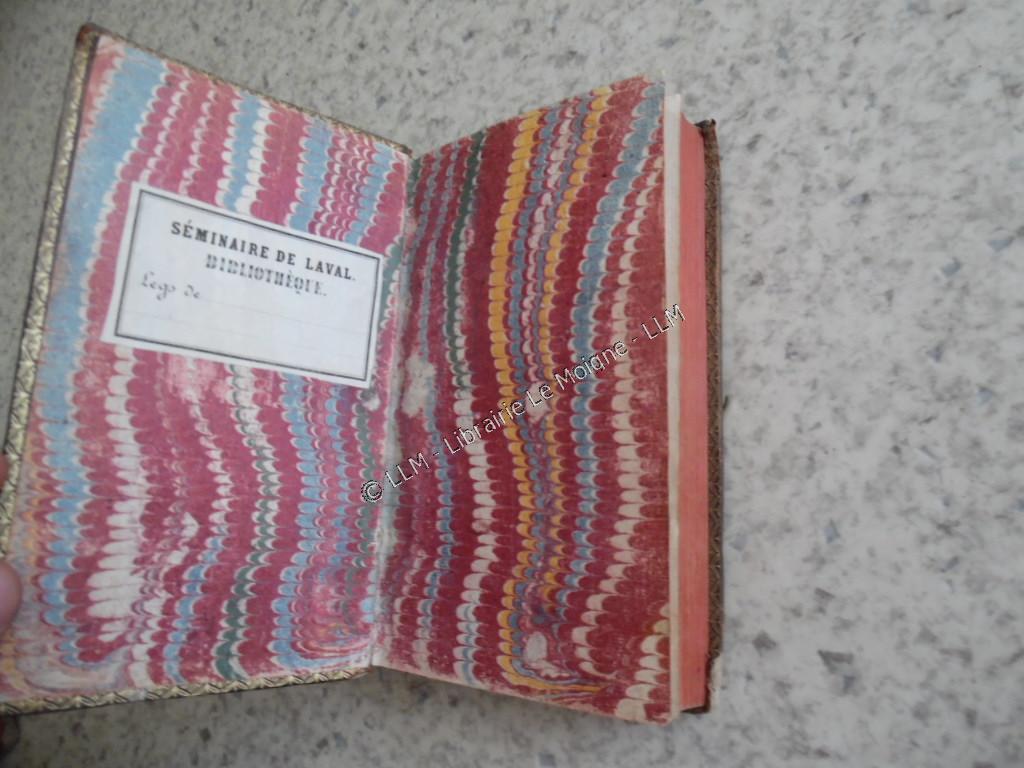 SÉMINAIRE DE LAVAL.
BIBLIOTHÈQUE.
Legs de
© LLM - Librairie Le Moigne - LLM